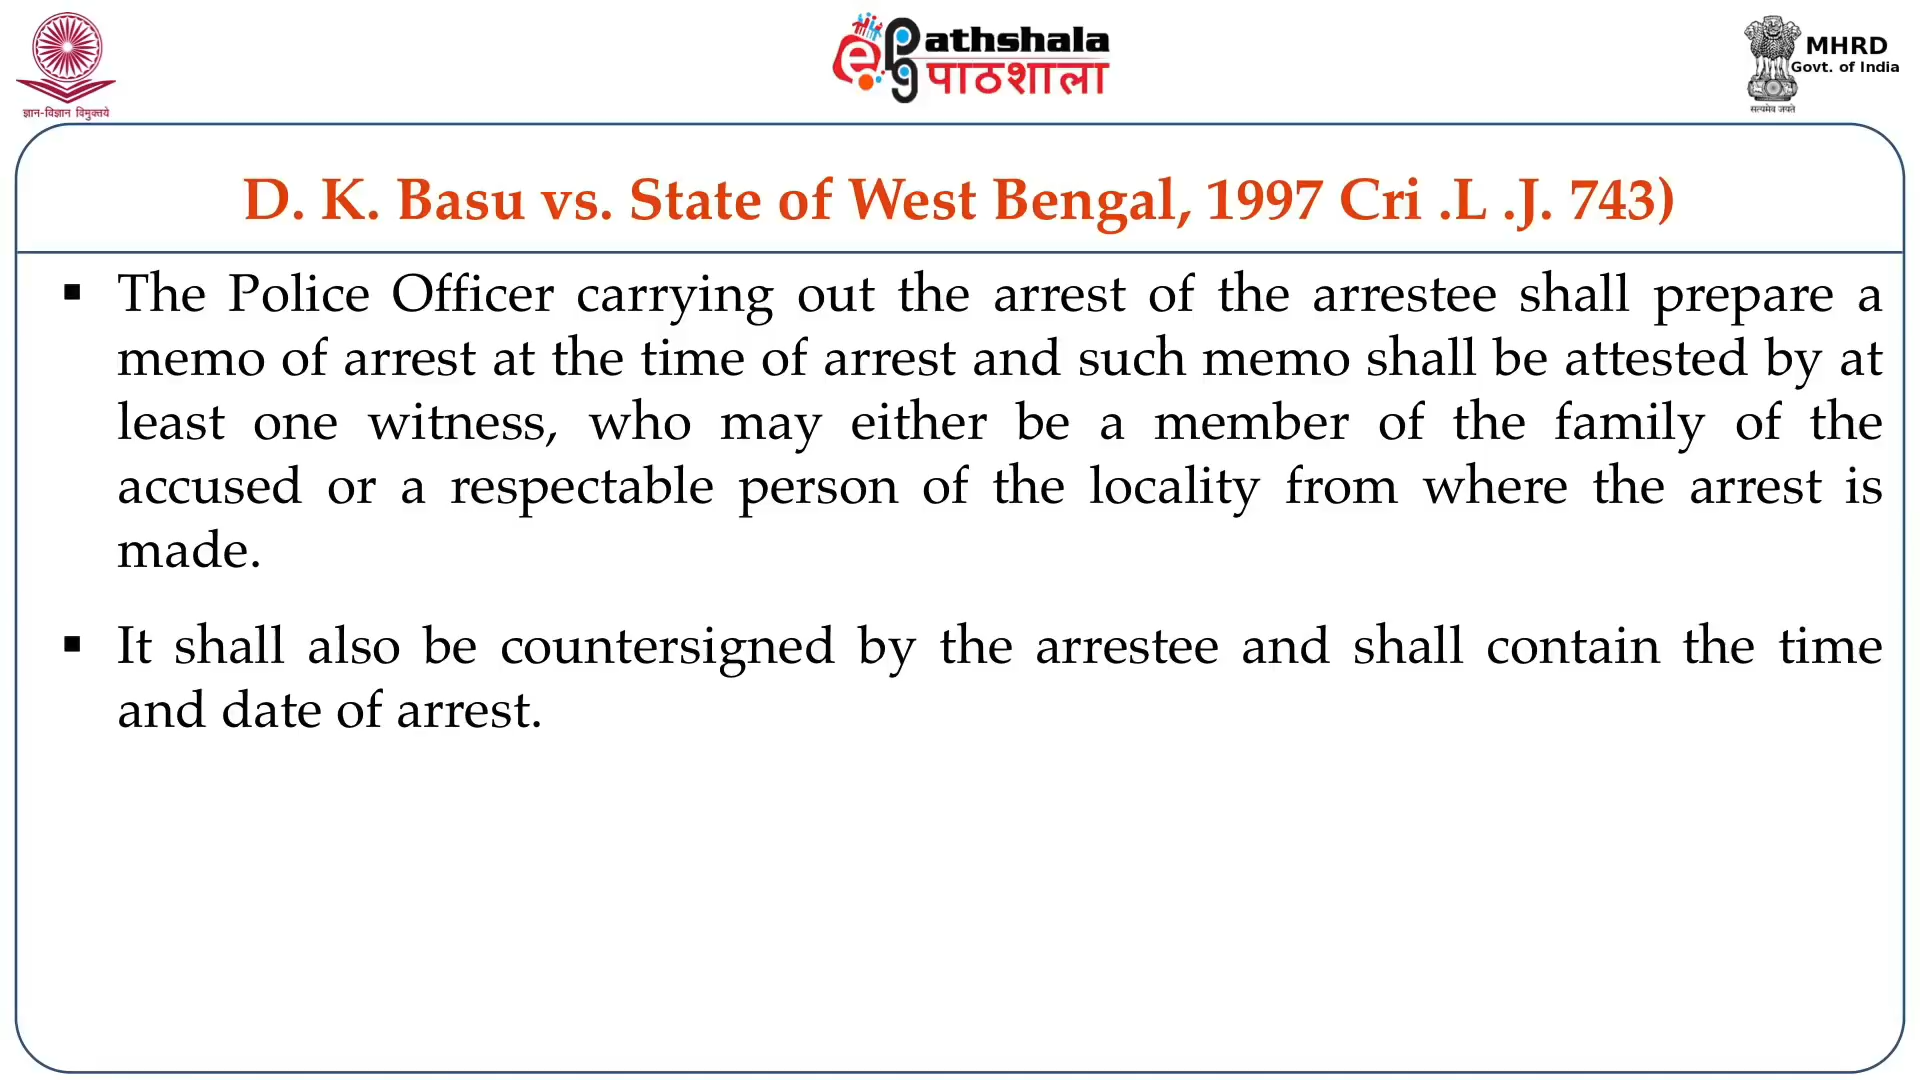 ज्ञान-विज्ञान विमुक्तये
e
pg
athshala
पाठशाला
सत्यमेव जयते
MHRD
Govt. of India
D. K. Basu vs. State of West Bengal, 1997 Cri .L .J. 743)
▪ The Police Officer carrying out the arrest of the arrestee shall prepare a
memo of arrest at the time of arrest and such memo shall be attested by at
least one witness, who may either be a member of the family of the
accused or a respectable person of the locality from where the arrest is
made.
▪ It shall also be countersigned by the arrestee and shall contain the time
and date of arrest.